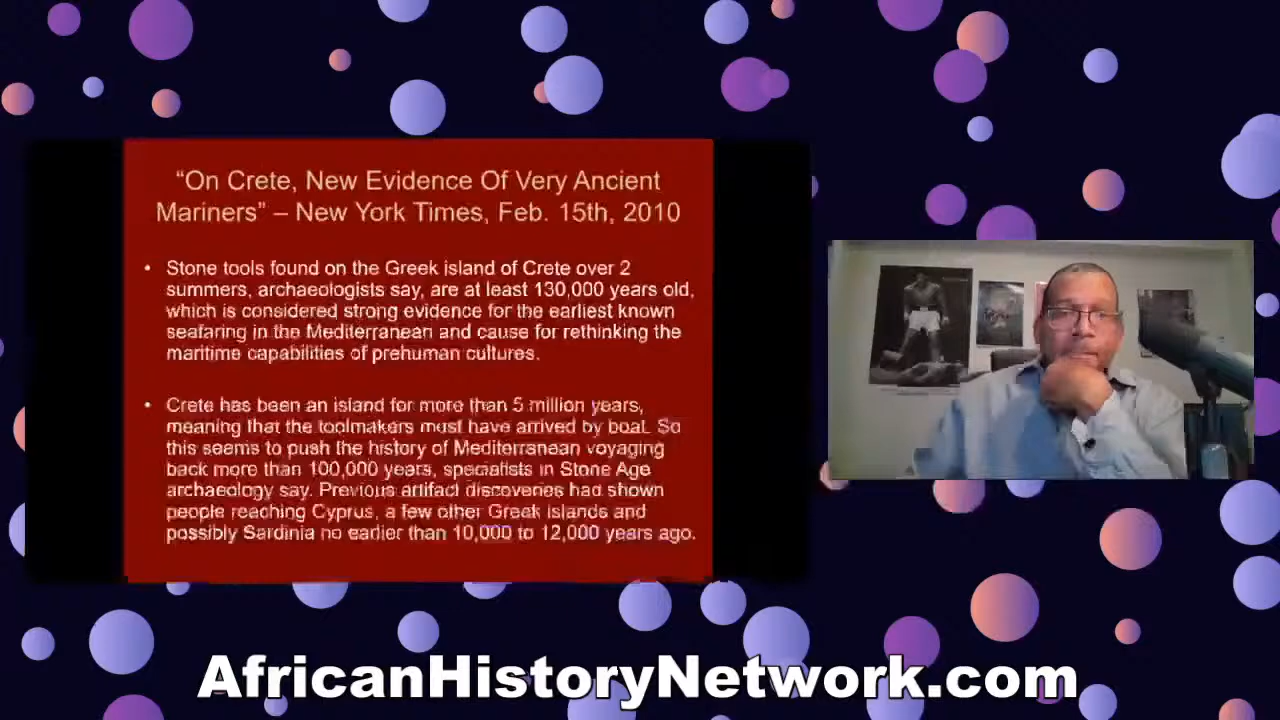 “On Crete, New Evidence Of Very Ancient
Mariners” – New York Times, Feb. 15th, 2010
• Stone tools found on the Greek island of Crete over 2
summers, archaeologists say, are at least 130,000 years old,
which is considered strong evidence for the earliest known
seafaring in the Mediterranean and cause for rethinking the
maritime capabilities of prehuman cultures.
• Crete has been an island for more than 5 million years,
meaning that the toolmakers must have arrived by boat. So
this seems to push the history of Mediterranean voyaging
back more than 100,000 years, specialists in Stone Age
archaeology say. Previous artifact discoveries had shown
people reaching Cyprus, a few other Greek islands and
possibly Sardinia no earlier than 10,000 to 12,000 years ago.
AfricanHistoryNetwork.com